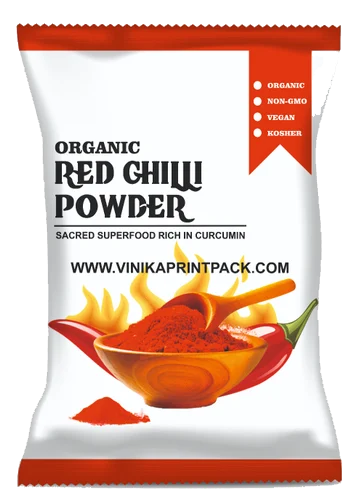 ORGANIC
NON-GMO
VEGAN
KOSHER
ORGANIC
RED CHILLI
POWDER
SACRED SUPERFOOD RICH IN CURCUMIN
WWW.VINIKAPRINTPACK.COM